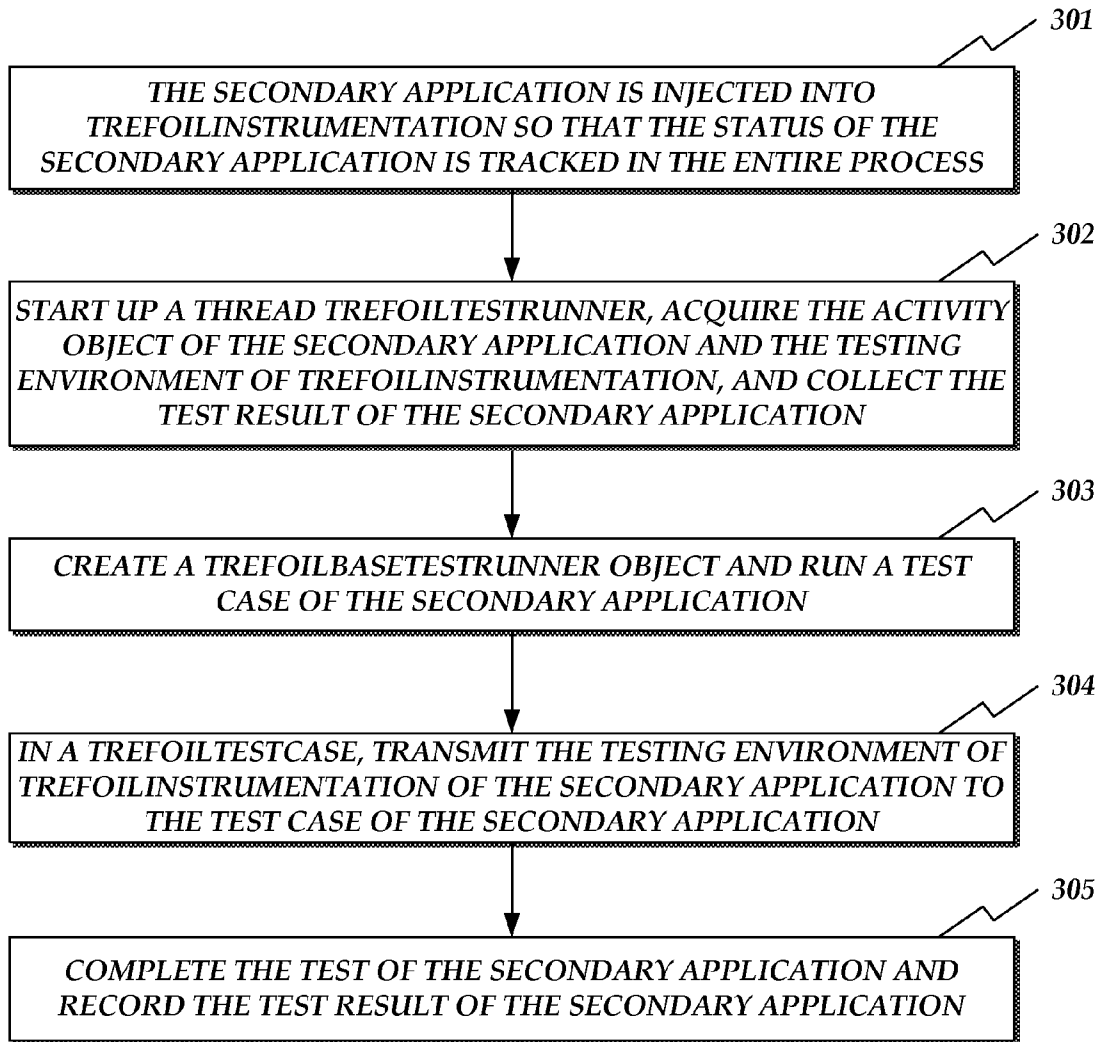 301
THE SECONDARY APPLICATION IS INJECTED INTO
TREFOILINSTRUMENTATION SO THAT THE STATUS OF THE
SECONDARY APPLICATION IS TRACKED IN THE ENTIRE PROCESS
302
START UP A THREAD TREFOILTESTRUNNER, ACQUIRE THE ACTIVITY
OBJECT OF THE SECONDARY APPLICATION AND THE TESTING
ENVIRONMENT OF TREFOILINSTRUMENTATION, AND COLLECT THE
TEST RESULT OF THE SECONDARY APPLICATION
303
CREATE A TREFOILBASETESTRUNNER OBJECT AND RUN A TEST
CASE OF THE SECONDARY APPLICATION
304
IN A TREFOILTESTCASE, TRANSMIT THE TESTING ENVIRONMENT OF
TREFOILINSTRUMENTATION OF THE SECONDARY APPLICATION TO
THE TEST CASE OF THE SECONDARY APPLICATION
305
COMPLETE THE TEST OF THE SECONDARY APPLICATION AND
RECORD THE TEST RESULT OF THE SECONDARY APPLICATION